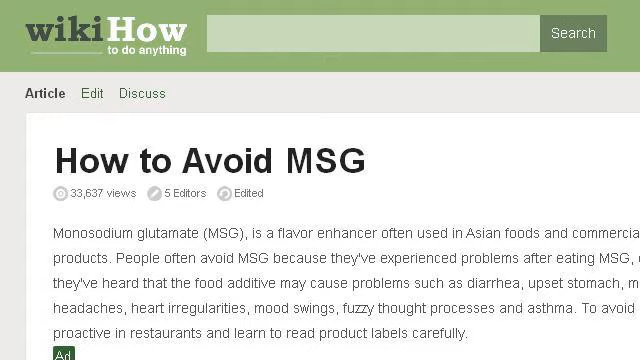 wikiHow
to do anything
Search
Article Edit Discuss
How to Avoid MSG
33,637 views 5 Editors Edited
Monosodium glutamate (MSG), is a flavor enhancer often used in Asian foods and commercia
products. People often avoid MSG because they've experienced problems after eating MSG,
they've heard that the food additive may cause problems such as diarrhea, upset stomach, m
headaches, heart irregularities, mood swings, fuzzy thought processes and asthma. To avoid
proactive in restaurants and learn to read product labels carefully.
Ad